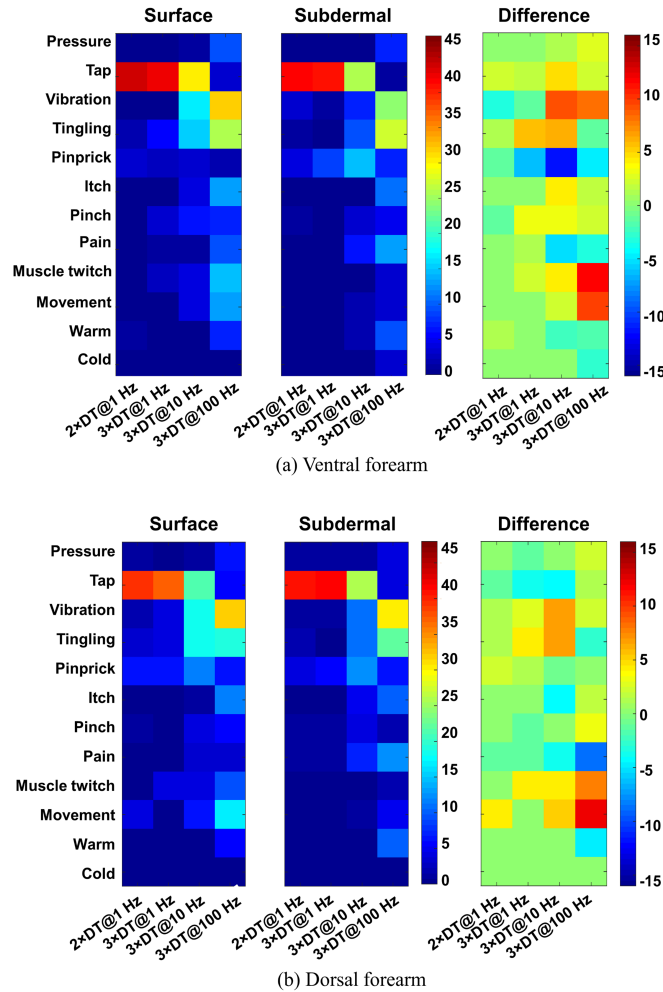 Surface Subdermal Difference
Pressure
Tap
Vibration
Tingling
Pinprick
Itch
Pinch
Pain
Muscle twitch
Movement
Warm
Cold
45
40
35
30
25
20
15
10
5
0
15
10
5
0
-5
-10
-15
2×DT@1 Hz
3×DT@1 Hz
3×DT@10 Hz
3×DT@100 Hz
2×DT@1 Hz
3×DT@1 Hz
3×DT@10 Hz
3×DT@100 Hz
2×DT@1 Hz
3×DT@1 Hz
3×DT@10 Hz
3×DT@100 Hz
(a) Ventral forearm
Surface Subdermal Difference
Pressure
Tap
Vibration
Tingling
Pinprick
Itch
Pinch
Pain
Muscle twitch
Movement
Warm
Cold
45
40
35
30
25
20
15
10
5
0
15
10
5
0
-5
-10
-15
2×DT@1 Hz
3×DT@1 Hz
3×DT@10 Hz
3×DT@100 Hz
2×DT@1 Hz
3×DT@1 Hz
3×DT@10 Hz
3×DT@100 Hz
2×DT@1 Hz
3×DT@1 Hz
3×DT@10 Hz
3×DT@100 Hz
(b) Dorsal forearm